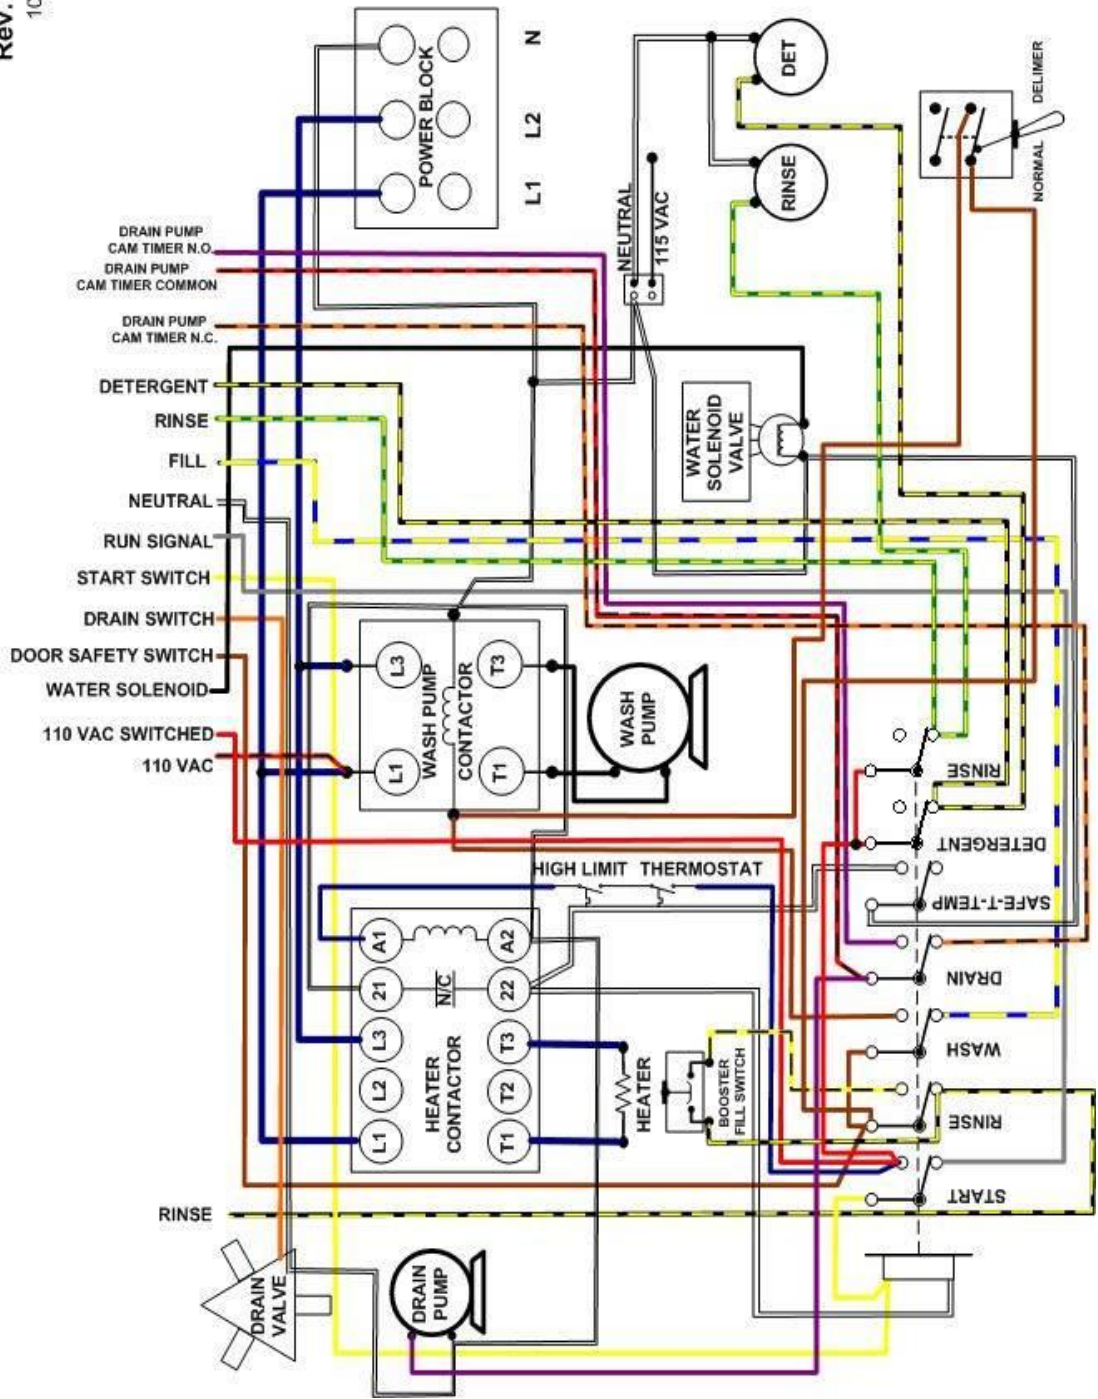 Rev.
10
N
L2
L1
POWER BLOCK
DET
RINSE
NEUTRAL
115 VAC
NORMAL
DELIMER
DRAIN PUMP
CAM TIMER N.O.
DRAIN PUMP
CAM TIMER COMMON
DRAIN PUMP
CAM TIMER N.C.
DETERGENT
RINSE
FILL
NEUTRAL
RUN SIGNAL
START SWITCH
DRAIN SWITCH
DOOR SAFETY SWITCH
WATER SOLENOID
110 VAC SWITCHED
110 VAC
WATER
SOLENOID
VALVE
L3
T3
L1
T1
WASH PUMP
CONTACTOR
WASH
PUMP
HIGH LIMIT
THERMOSTAT
A1
A2
21
N/C
22
L3
T3
L2
T2
L1
T1
HEATER
CONTACTOR
HEATER
BOOSTER
FILL SWITCH
RINSE
DETERGENT
SAFE-T-TEMP
DRAIN
WASH
RINSE
START
RINSE
DRAIN
VALVE
DRAIN
PUMP